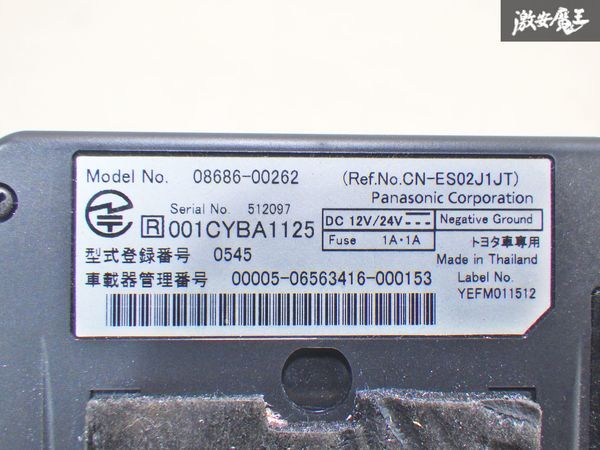 激安魔王
Model No. 08686-00262 (Ref.No.CN-ES02J1JT)
Panasonic Corporation
Serial No. 512097
R 001CYBA1125
DC 12V/24V Negative Ground
Fuse 1A・1A
トヨタ車専用
型式登録番号 0545
Made in Thailand
車載器管理番号 00005-06563416-000153
Label No.
YEFM011512